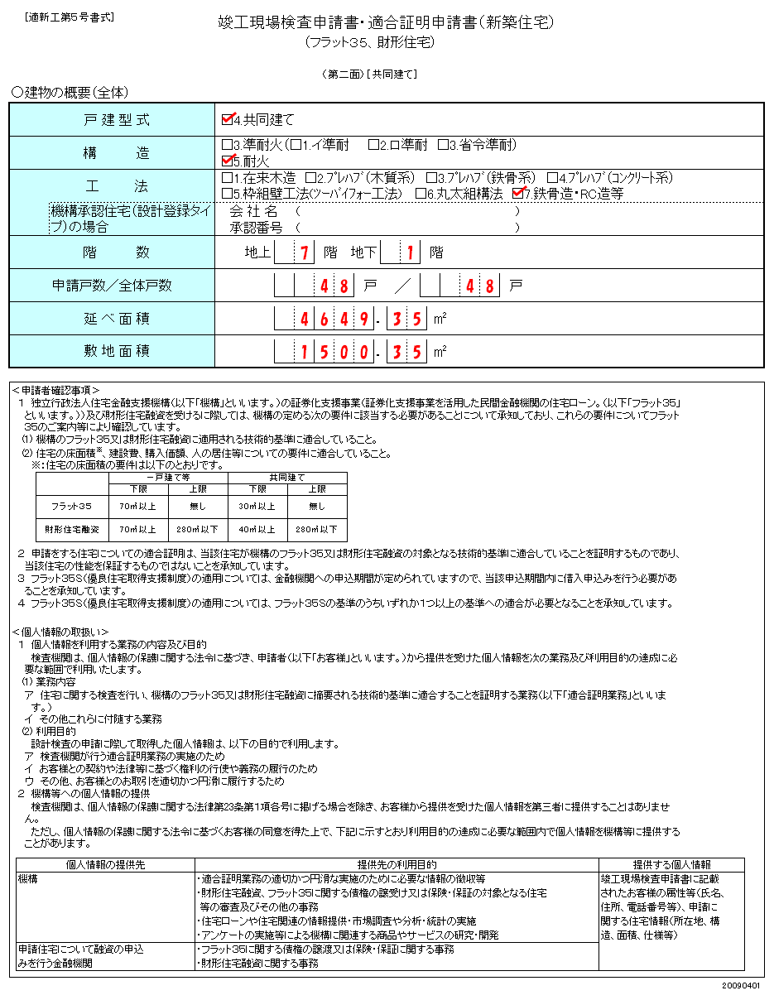 [適新工第5号書式]
竣工現場検査申請書・適合証明申請書（新築住宅）
（フラット３５、財形住宅）
（第二面）［共同建て］
○建物の概要（全体）
戸建型式 ☑4.共同建て
構造 □3.準耐火（□1.イ準耐 □2.ロ準耐 □3.省令準耐）
☑5.耐火
工法 □1.在来木造 □2.ﾌﾟﾚﾊﾌﾞ（木質系） □3.ﾌﾟﾚﾊﾌﾞ（鉄骨系） □4.ﾌﾟﾚﾊﾌﾞ（ｺﾝｸﾘｰﾄ系）
□5.枠組壁工法（ﾂｰﾊﾞｲﾌｫｰ工法） □6.丸太組構法 ☑7.鉄骨造・RC造等
機構承認住宅（設計登録タイプ）の場合 会社名 （ ）
承認番号 （ ）
階数 地上 7 階 地下 1 階
申請戸数／全体戸数 48 戸 ／ 48 戸
延べ面積 4649.35 ㎡
敷地面積 1500.35 ㎡
＜申請者確認事項＞
１ 独立行政法人住宅金融支援機構（以下「機構」といいます。）の証券化支援事業（証券化支援事業を活用した民間金融機関の住宅ローン。（以下「フラット35」
といいます。））及び財形住宅融資を受けるに際しては、機構の定める次の要件に該当する必要があることについて承知しており、これらの要件についてフラット
35のご案内等により確認しています。
(1) 機構のフラット35又は財形住宅融資に適用される技術的基準に適合していること。
(2) 住宅の床面積※、建設費、購入価額、人の居住等についての要件に適合していること。
※：住宅の床面積の要件は以下のとおりです。
一戸建て等 共同建て
下限 上限 下限 上限
フラット35 70㎡以上 無し 30㎡以上 無し
財形住宅融資 70㎡以上 280㎡以下 40㎡以上 280㎡以下
２ 申請をする住宅についての適合証明は、当該住宅が機構のフラット35又は財形住宅融資の対象となる技術的基準に適合していることを証明するものであり、
当該住宅の性能を保証するものではないことを承知しています。
３ フラット35S（優良住宅取得支援制度）の適用については、金融機関への申込期間が定められていますので、当該申込期間内に借入申込みを行う必要があ
ることを承知しています。
４ フラット35S（優良住宅取得支援制度）の適用については、フラット35Sの基準のうちいずれか1つ以上の基準への適合が必要となることを承知しています。
＜個人情報の取扱い＞
１ 個人情報を利用する業務の内容及び目的
検査機関は、個人情報の保護に関する法令に基づき、申請者（以下「お客様」といいます。）から提供を受けた個人情報を次の業務及び利用目的の達成に必
要な範囲で利用いたします。
(1) 業務内容
ア 住宅に関する検査を行い、機構のフラット35又は財形住宅融資に摘要される技術的基準に適合することを証明する業務（以下「適合証明業務」といいま
す。）
イ その他これらに付随する業務
(2) 利用目的
設計検査の申請に際して取得した個人情報は、以下の目的で利用します。
ア 検査機関が行う適合証明業務の実施のため
イ お客様との契約や法律等に基づく権利の行使や義務の履行のため
ウ その他、お客様とのお取引を適切かつ円滑に履行するため
２ 機構等への個人情報の提供
検査機関は、個人情報の保護に関する法律第23条第1項各号に掲げる場合を除き、お客様から提供を受けた個人情報を第三者に提供することはありませ
ん。
ただし、個人情報の保護に関する法令に基づくお客様の同意を得た上で、下記に示すとおり利用目的の達成に必要な範囲内で個人情報を機構等に提供する
ことがあります。
個人情報の提供先 提供先の利用目的 提供する個人情報
機構 ・適合証明業務の適切かつ円滑な実施のために必要な情報の徴収等 竣工現場検査申請書に記載
・財形住宅融資、フラット35に関する債権の譲受け又は保険・保証の対象となる住宅 されたお客様の属性等（氏名、
等の審査及びその他の事務 住所、電話番号等）、申請に
・住宅ローンや住宅関連の情報提供・市場調査や分析・統計の実施 関する住宅情報（所在地、構
・アンケートの実施等による機構に関連する商品やサービスの研究・開発 造、面積、仕様等）
申請住宅について融資の申込 ・フラット35に関する債権の譲渡又は保険・保証に関する事務
みを行う金融機関 ・財形住宅融資に関する事務
20090401